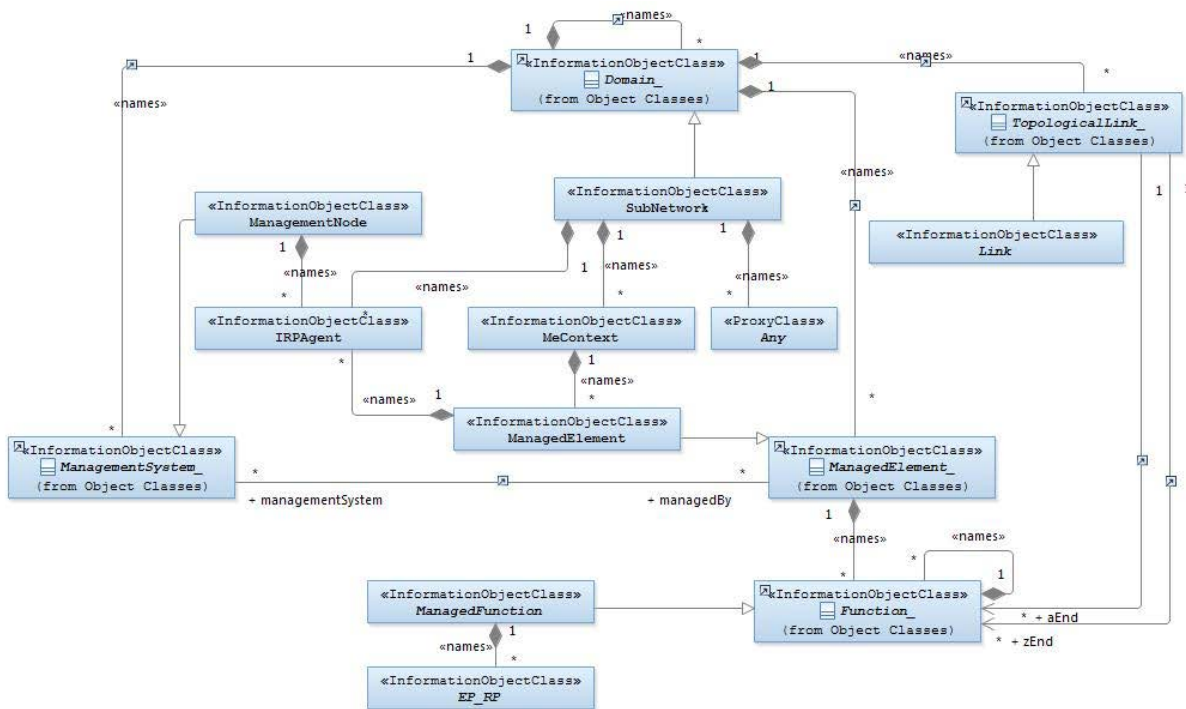 «names»
1
*
1
1
«names»
«InformationObjectClass»
Domain_
(from Object Classes)
1
*
«names»
«InformationObjectClass»
TopologicalLink_
(from Object Classes)
«names»
1
«InformationObjectClass»
SubNetwork
«InformationObjectClass»
ManagementNode
«InformationObjectClass»
Link
1
1
1
1
«names»
«names»
«names»
«names»
*
*
*
*
«InformationObjectClass»
IRPAgent
«InformationObjectClass»
MeContext
«ProxyClass»
Any
*
1
«names»
«names»
1
*
*
«InformationObjectClass»
ManagedElement
*
«InformationObjectClass»
ManagementSystem_
(from Object Classes)
«InformationObjectClass»
ManagedElement_
(from Object Classes)
*
*
+ managementSystem
+ managedBy
1
«names»
«names»
*
1
*
«InformationObjectClass»
ManagedFunction
«InformationObjectClass»
Function_
(from Object Classes)
* + aEnd
* + zEnd
1
«names»
*
«InformationObjectClass»
EP_RP